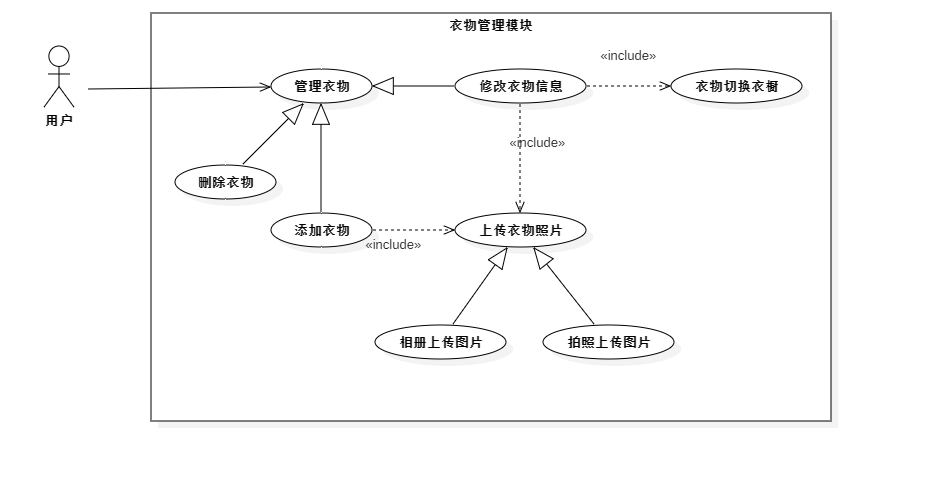 衣物管理模块
«include»
管理衣物
修改衣物信息
衣物切换衣橱
用户
«include»
删除衣物
添加衣物
上传衣物照片
«include»
相册上传图片
拍照上传图片